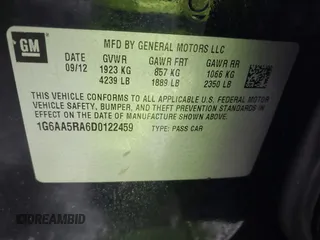 GM
MFD BY GENERAL MOTORS LLC
DATE GVWR GAWR FRT GAWR RR
09/12 1923 KG 857 KG 1066 KG
4239 LB 1889 LB 2350 LB
THIS VEHICLE CONFORMS TO ALL APPLICABLE U.S. FEDERAL MOTOR
VEHICLE SAFETY, BUMPER, AND THEFT PREVENTION STANDARDS IN
EFFECT ON THE DATE OF MANUFACTURE SHOWN ABOVE.
1G6AA5RA6D0122459 TYPE: PASS CAR
DREAMBID